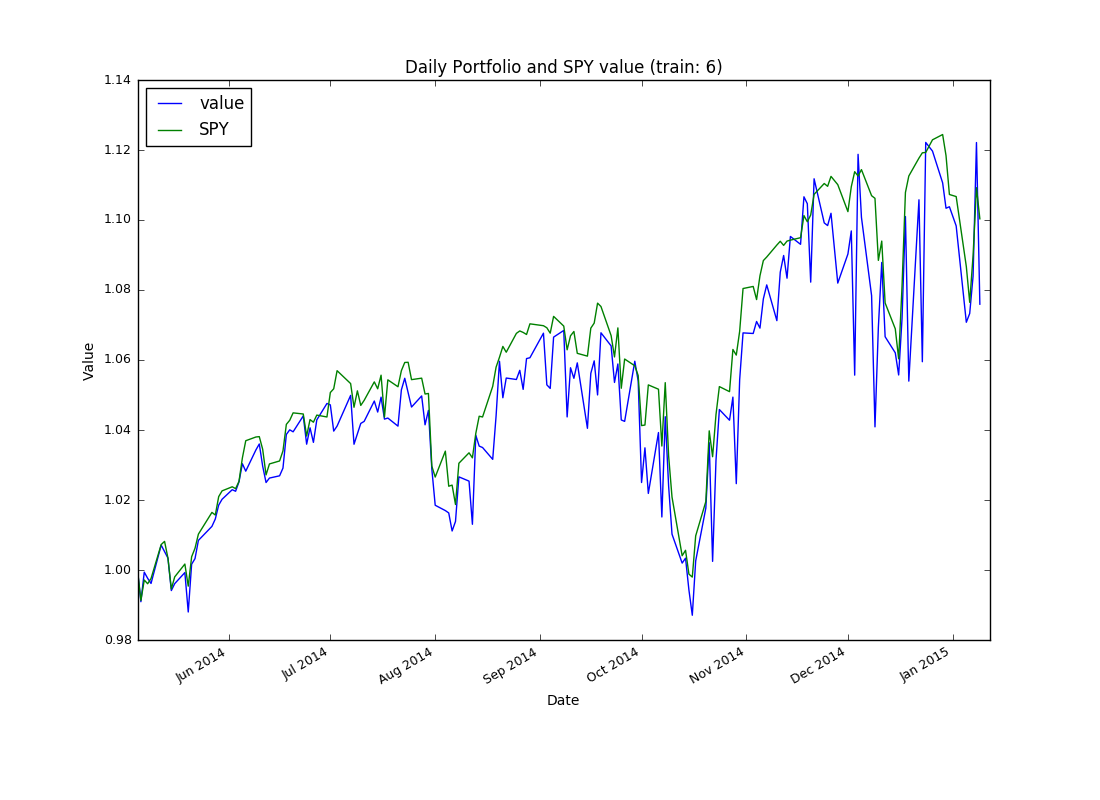 Daily Portfolio and SPY value (train: 6)
1.14
value
SPY
1.12
1.10
1.08
1.06
Value
1.04
1.02
1.00
0.98
Jun 2014
Jul 2014
Aug 2014
Sep 2014
Oct 2014
Nov 2014
Dec 2014
Jan 2015
Date